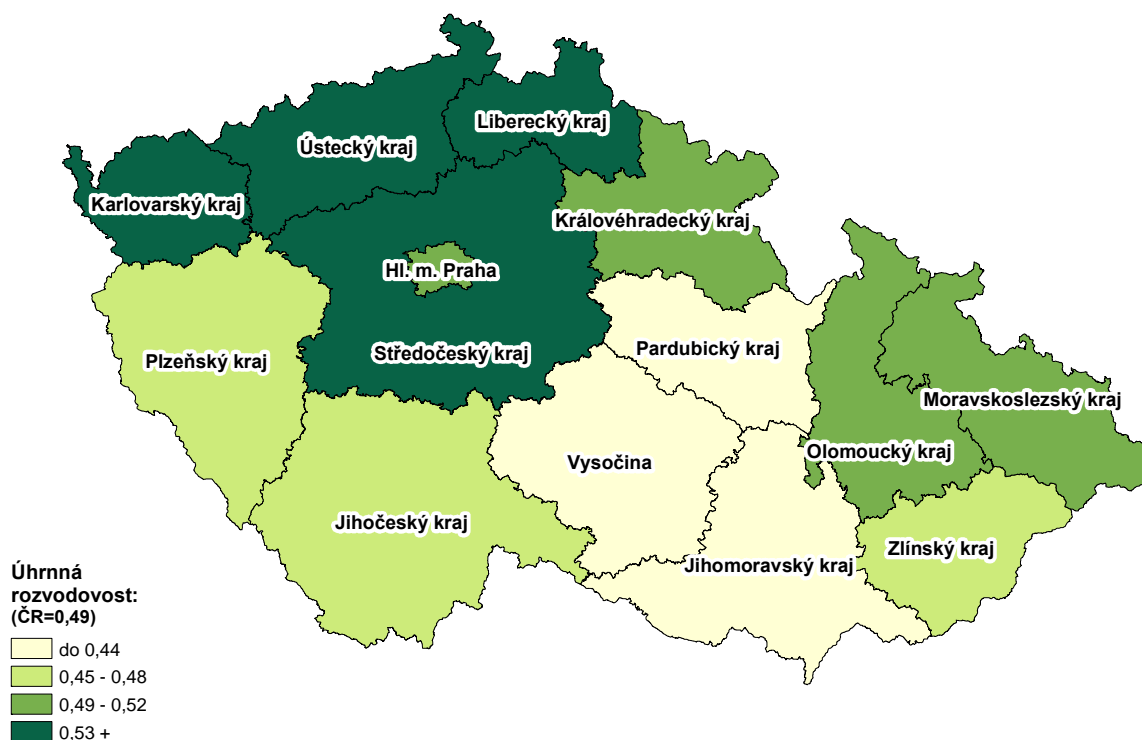 Liberecký kraj
Ústecký kraj
Karlovarský kraj
Královéhradecký kraj
Hl. m. Praha
Pardubický kraj
Středočeský kraj
Plzeňský kraj
Moravskoslezský kraj
Olomoucký kraj
Vysočina
Jihočeský kraj
Zlínský kraj
Jihomoravský kraj
Úhrnná
rozvodovost:
(ČR=0,49)
do 0,44
0,45 - 0,48
0,49 - 0,52
0,53 +